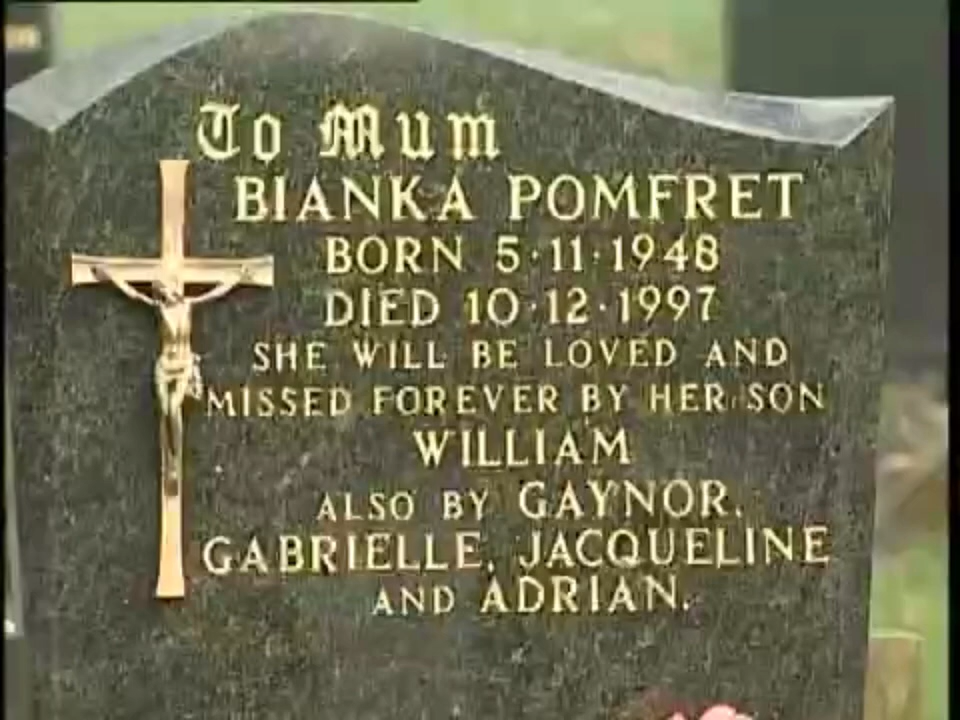 To Mum
BIANKA POMFRET
BORN 5·11·1948
DIED 10·12·1997
SHE WILL BE LOVED AND
MISSED FOREVER BY HER SON
WILLIAM
ALSO BY GAYNOR,
GABRIELLE, JACQUELINE
AND ADRIAN.